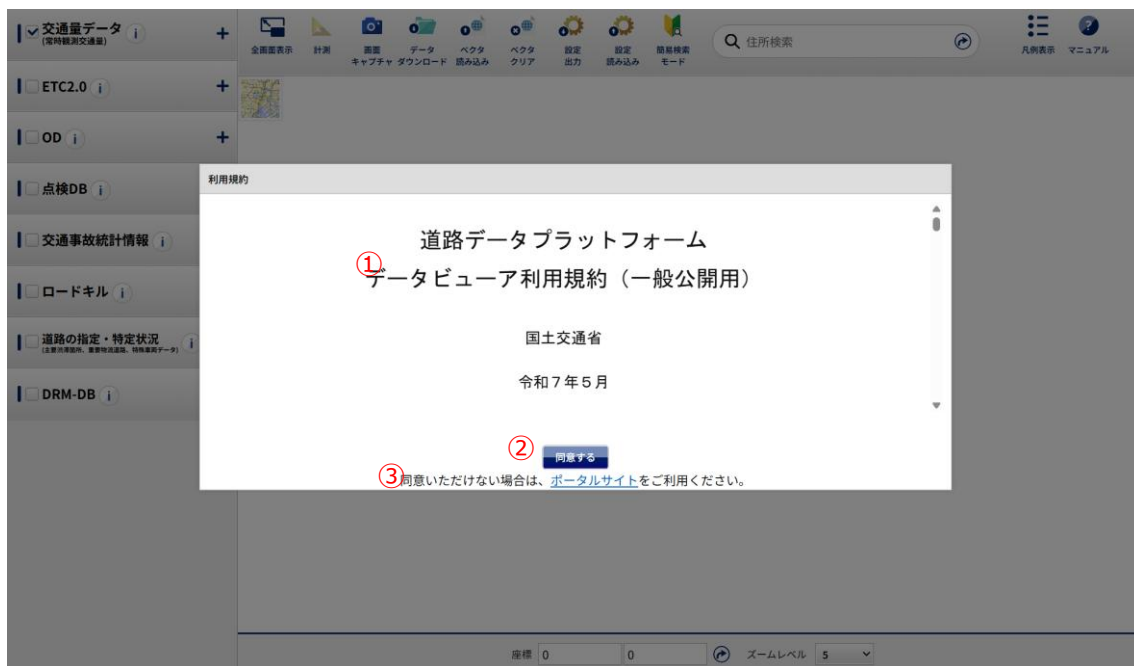 交通量データ i +
(常時観測交通量)
ETC2.0 i +
OD i +
点検DB i
交通事故統計情報 i
ロードキル i
道路の指定・特定状況 i
(主要渋滞箇所、重要物流道路、特殊車両データ)
DRM-DB i
全画面表示
計測
画面
キャプチャ
データ
ダウンロード
ベクタ
読み込み
ベクタ
クリア
設定
出力
設定
読み込み
簡易検索
モード
住所検索
凡例表示
?
マニュアル
利用規約
道路データプラットフォーム
①
データビューア利用規約（一般公開用）
国土交通省
令和７年５月
② 同意する
③同意いただけない場合は、ポータルサイトをご利用ください。
座標 0 0 ズームレベル 5